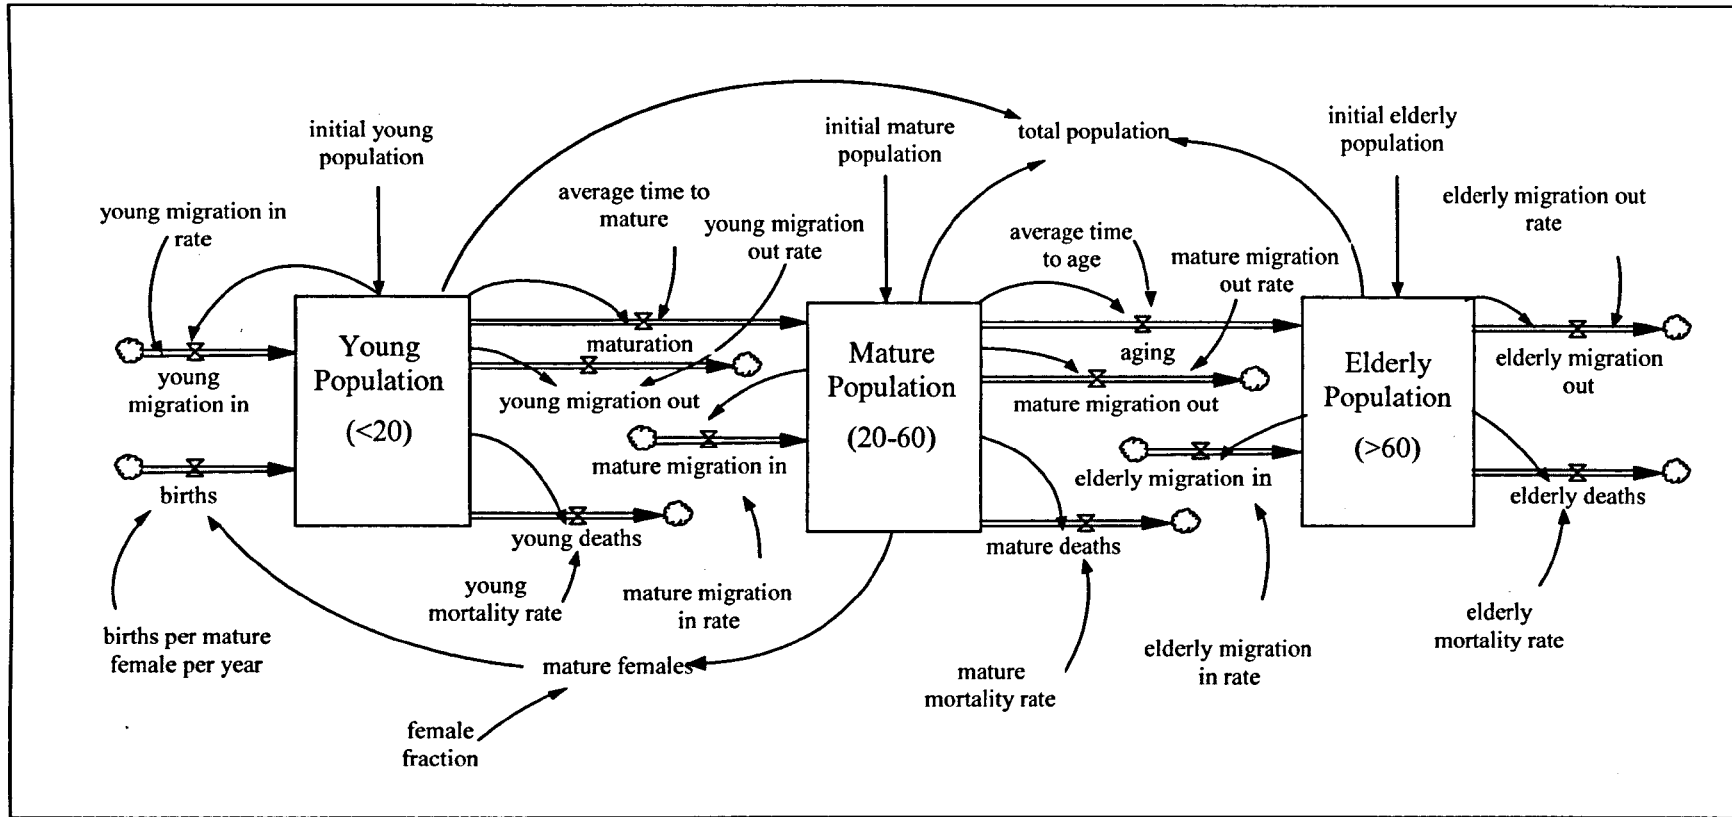 initial young
population
initial mature
population
total population
initial elderly
population
young migration in
rate
average time to
mature
young migration
out rate
average time
to age
mature migration
out rate
elderly migration out
rate
Young
Population
(<20)
maturation
young
migration in
young migration out
births
young deaths
Mature
Population
(20-60)
mature migration in
aging
mature migration out
mature deaths
Elderly
Population
(>60)
elderly migration in
elderly migration
out
elderly deaths
births per mature
female per year
young
mortality rate
mature migration
in rate
mature females
female
fraction
mature
mortality rate
elderly migration
in rate
elderly
mortality rate